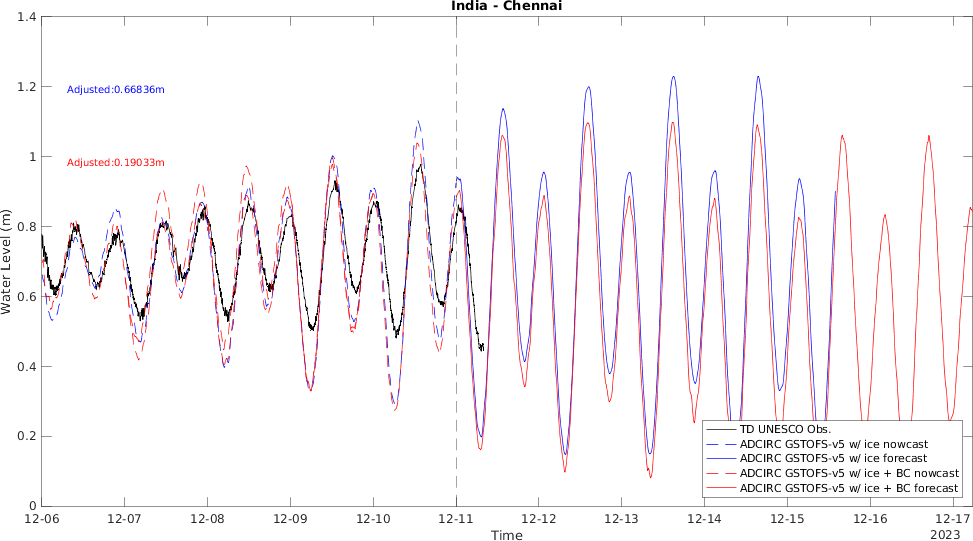 India - Chennai
Water Level (m)
1.4
1.2
1
0.8
0.6
0.4
0.2
0
Adjusted:0.66836m
Adjusted:0.19033m
TD UNESCO Obs.
ADCIRC GSTOFS-v5 w/ ice nowcast
ADCIRC GSTOFS-v5 w/ ice forecast
ADCIRC GSTOFS-v5 w/ ice + BC nowcast
ADCIRC GSTOFS-v5 w/ ice + BC forecast
12-06 12-07 12-08 12-09 12-10 12-11 12-12 12-13 12-14 12-15 12-16 12-17
Time
2023